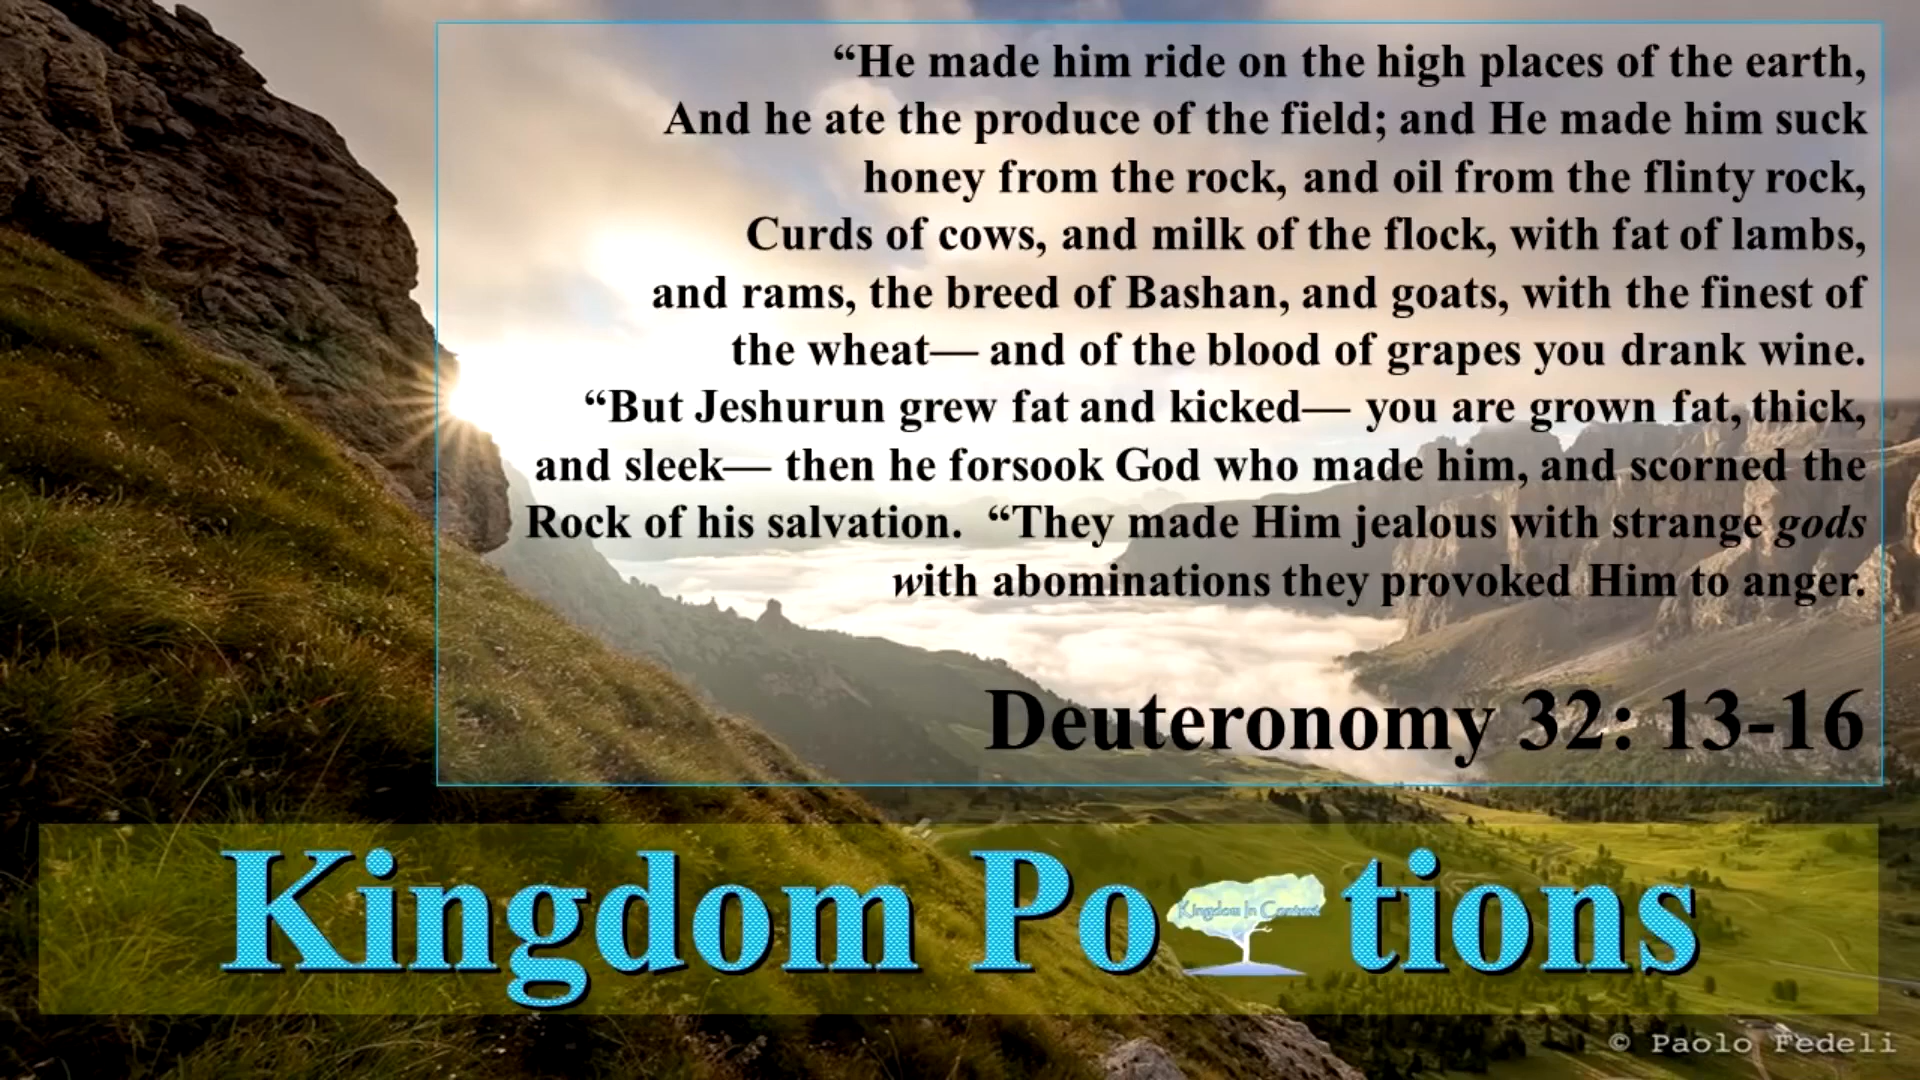 “He made him ride on the high places of the earth,
And he ate the produce of the field; and He made him suck
honey from the rock, and oil from the flinty rock,
Curds of cows, and milk of the flock, with fat of lambs,
and rams, the breed of Bashan, and goats, with the finest of
the wheat— and of the blood of grapes you drank wine.
“But Jeshurun grew fat and kicked— you are grown fat, thick,
and sleek— then he forsook God who made him, and scorned the
Rock of his salvation. “They made Him jealous with strange gods
with abominations they provoked Him to anger.
Deuteronomy 32: 13-16
Kingdom Po tions
Kingdom In Context
© Paolo Fedeli